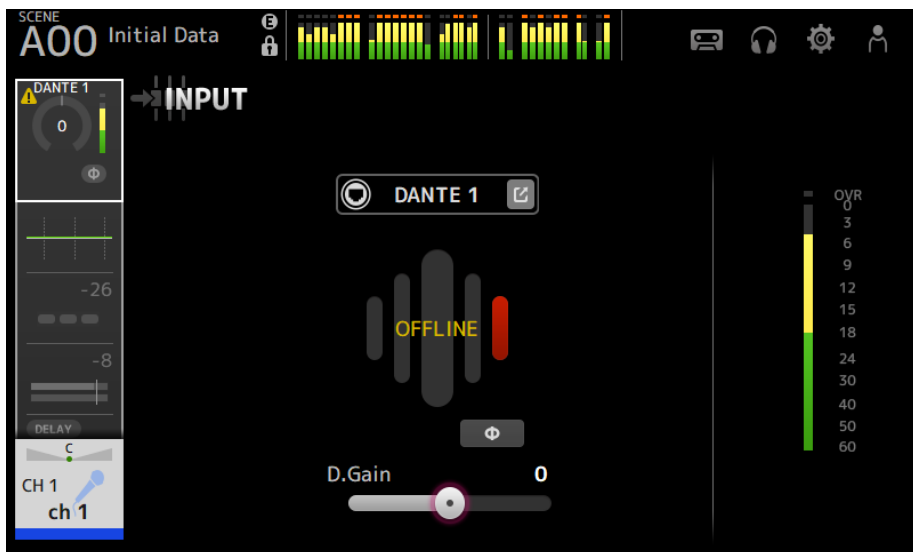 SCENE
A00 Initial Data
E
DANTE 1
0
Φ
-26
-8
DELAY
C
CH 1
ch 1
INPUT
DANTE 1
OFFLINE
Φ
D.Gain 0
OVR
0
3
6
9
12
15
18
24
30
40
50
60